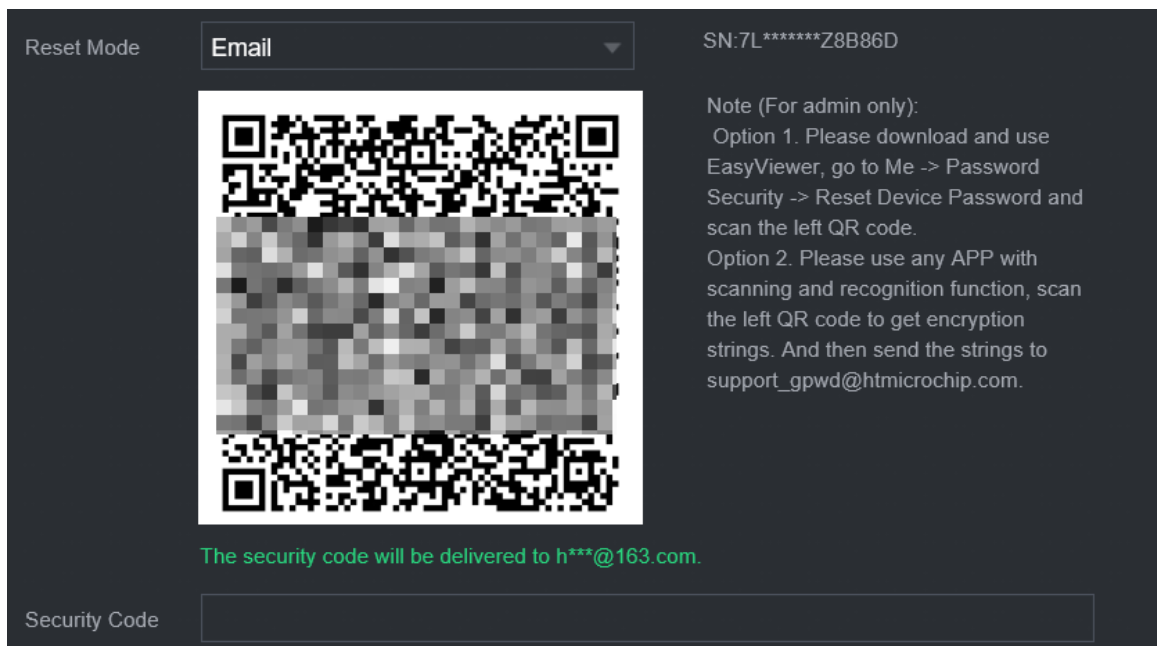 Reset Mode
Email
SN:7L*******Z8B86D
Note (For admin only):
Option 1. Please download and use
EasyViewer, go to Me -> Password
Security -> Reset Device Password and
scan the left QR code.
Option 2. Please use any APP with
scanning and recognition function, scan
the left QR code to get encryption
strings. And then send the strings to
support_gpwd@htmicrochip.com.
The security code will be delivered to h***@163.com.
Security Code